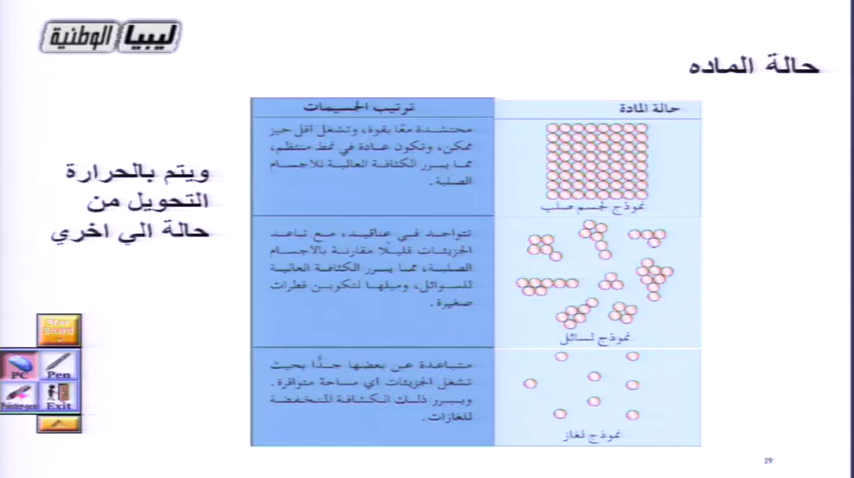 ليبيا الوطنية
حالة الماده
حالة المادة
ترتيب الجسيمات
محتشدة معًا بقوة، وتشغل أقل حيز
ممكن، وتكون عادة في نمط منتظم،
مما يبرر الكثافة العالية للأجسام
الصلبة.
نموذج لجسم صلب
تتواجد في عناقيد، مع تباعد
الجزيئات قليلًا مقارنة بالأجسام
الصلبة، مما يبرر الكثافة العالية
للسوائل، وميلها لتكوين قطرات
صغيرة.
نموذج لسائل
متباعدة عن بعضها جدًّا بحيث
تشغل الجزيئات أي مساحة متوافرة.
ويبرر ذلك الكثافة المنخفضة
للغازات.
نموذج لغاز
ويتم بالحرارة
التحويل من
حالة الي اخري
Star
Board
PC
Pen
Pointer-pen
Exit
29